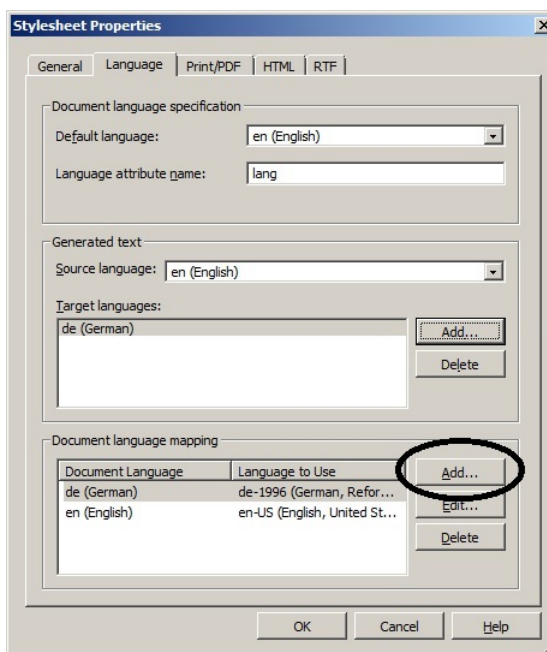 Stylesheet Properties
General Language Print/PDF HTML RTF
Document language specification
Default language: en (English)
Language attribute name: lang
Generated text
Source language: en (English)
Target languages:
de (German)
Add...
Delete
Document language mapping
Document Language Language to Use
de (German) de-1996 (German, Refor...
en (English) en-US (English, United St...
Add...
Edit...
Delete
OK Cancel Help